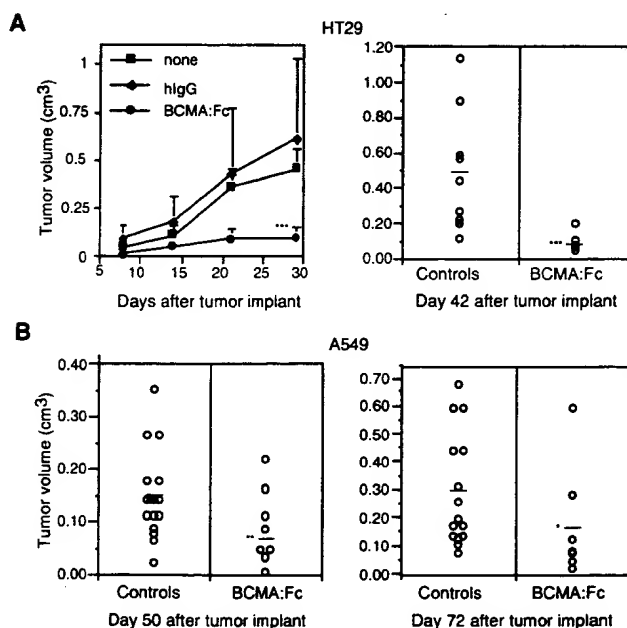 A
HT29
none
hIgG
BCMA:Fc
Tumor volume (cm3)
1
0.75
0.5
0.25
0
5
10
15
20
25
30
***
Days after tumor implant
1.20
1.00
0.80
0.60
0.40
0.20
0.00
***
Controls
BCMA:Fc
Day 42 after tumor implant
B
A549
Tumor volume (cm3)
0.40
0.30
0.20
0.10
0.00
**
Controls
BCMA:Fc
Day 50 after tumor implant
0.70
0.60
0.50
0.40
0.30
0.20
0.10
0.00
*
Controls
BCMA:Fc
Day 72 after tumor implant